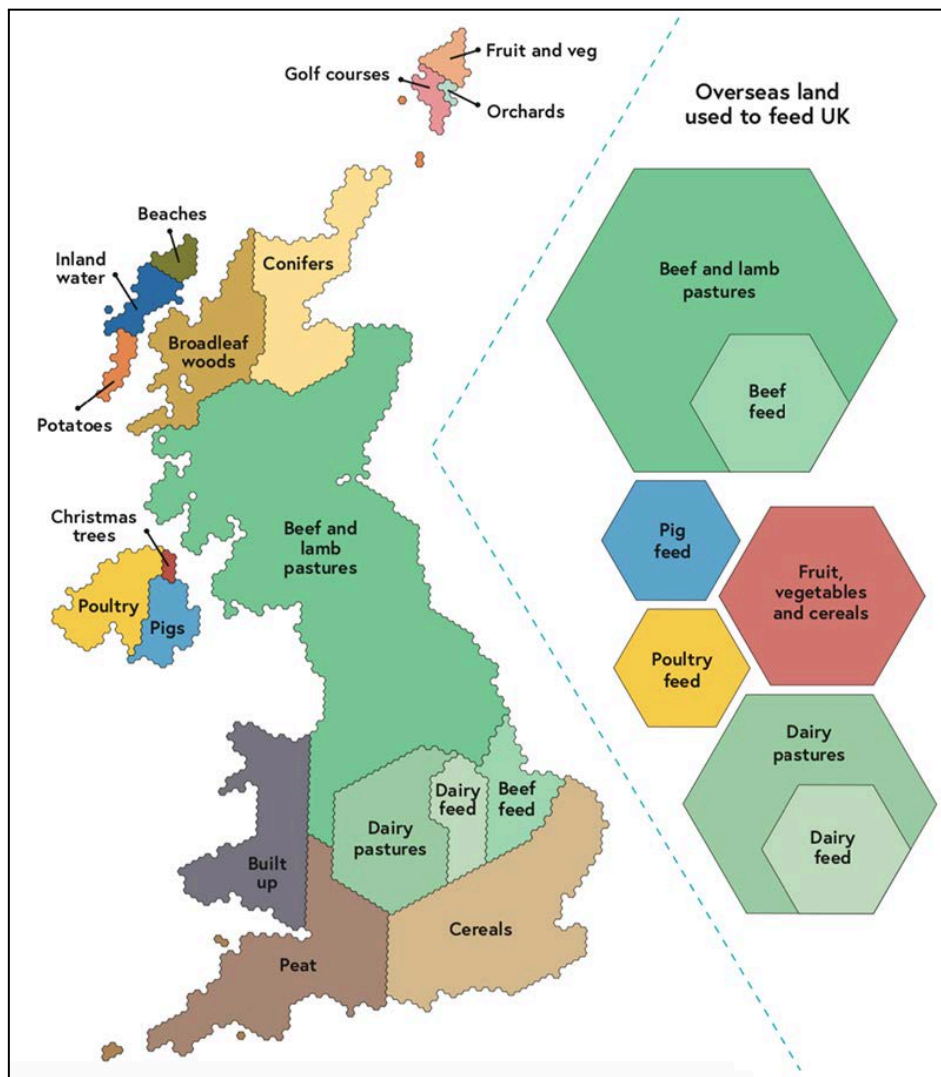 Fruit and veg
Golf courses
Orchards
Beaches
Inland
water
Conifers
Broadleaf
woods
Potatoes
Christmas
trees
Beef and
lamb
pastures
Poultry
Pigs
Dairy
feed
Beef
feed
Dairy
pastures
Built
up
Cereals
Peat
Overseas land
used to feed UK
Beef and lamb
pastures
Beef
feed
Pig
feed
Fruit,
vegetables
and cereals
Poultry
feed
Dairy
pastures
Dairy
feed